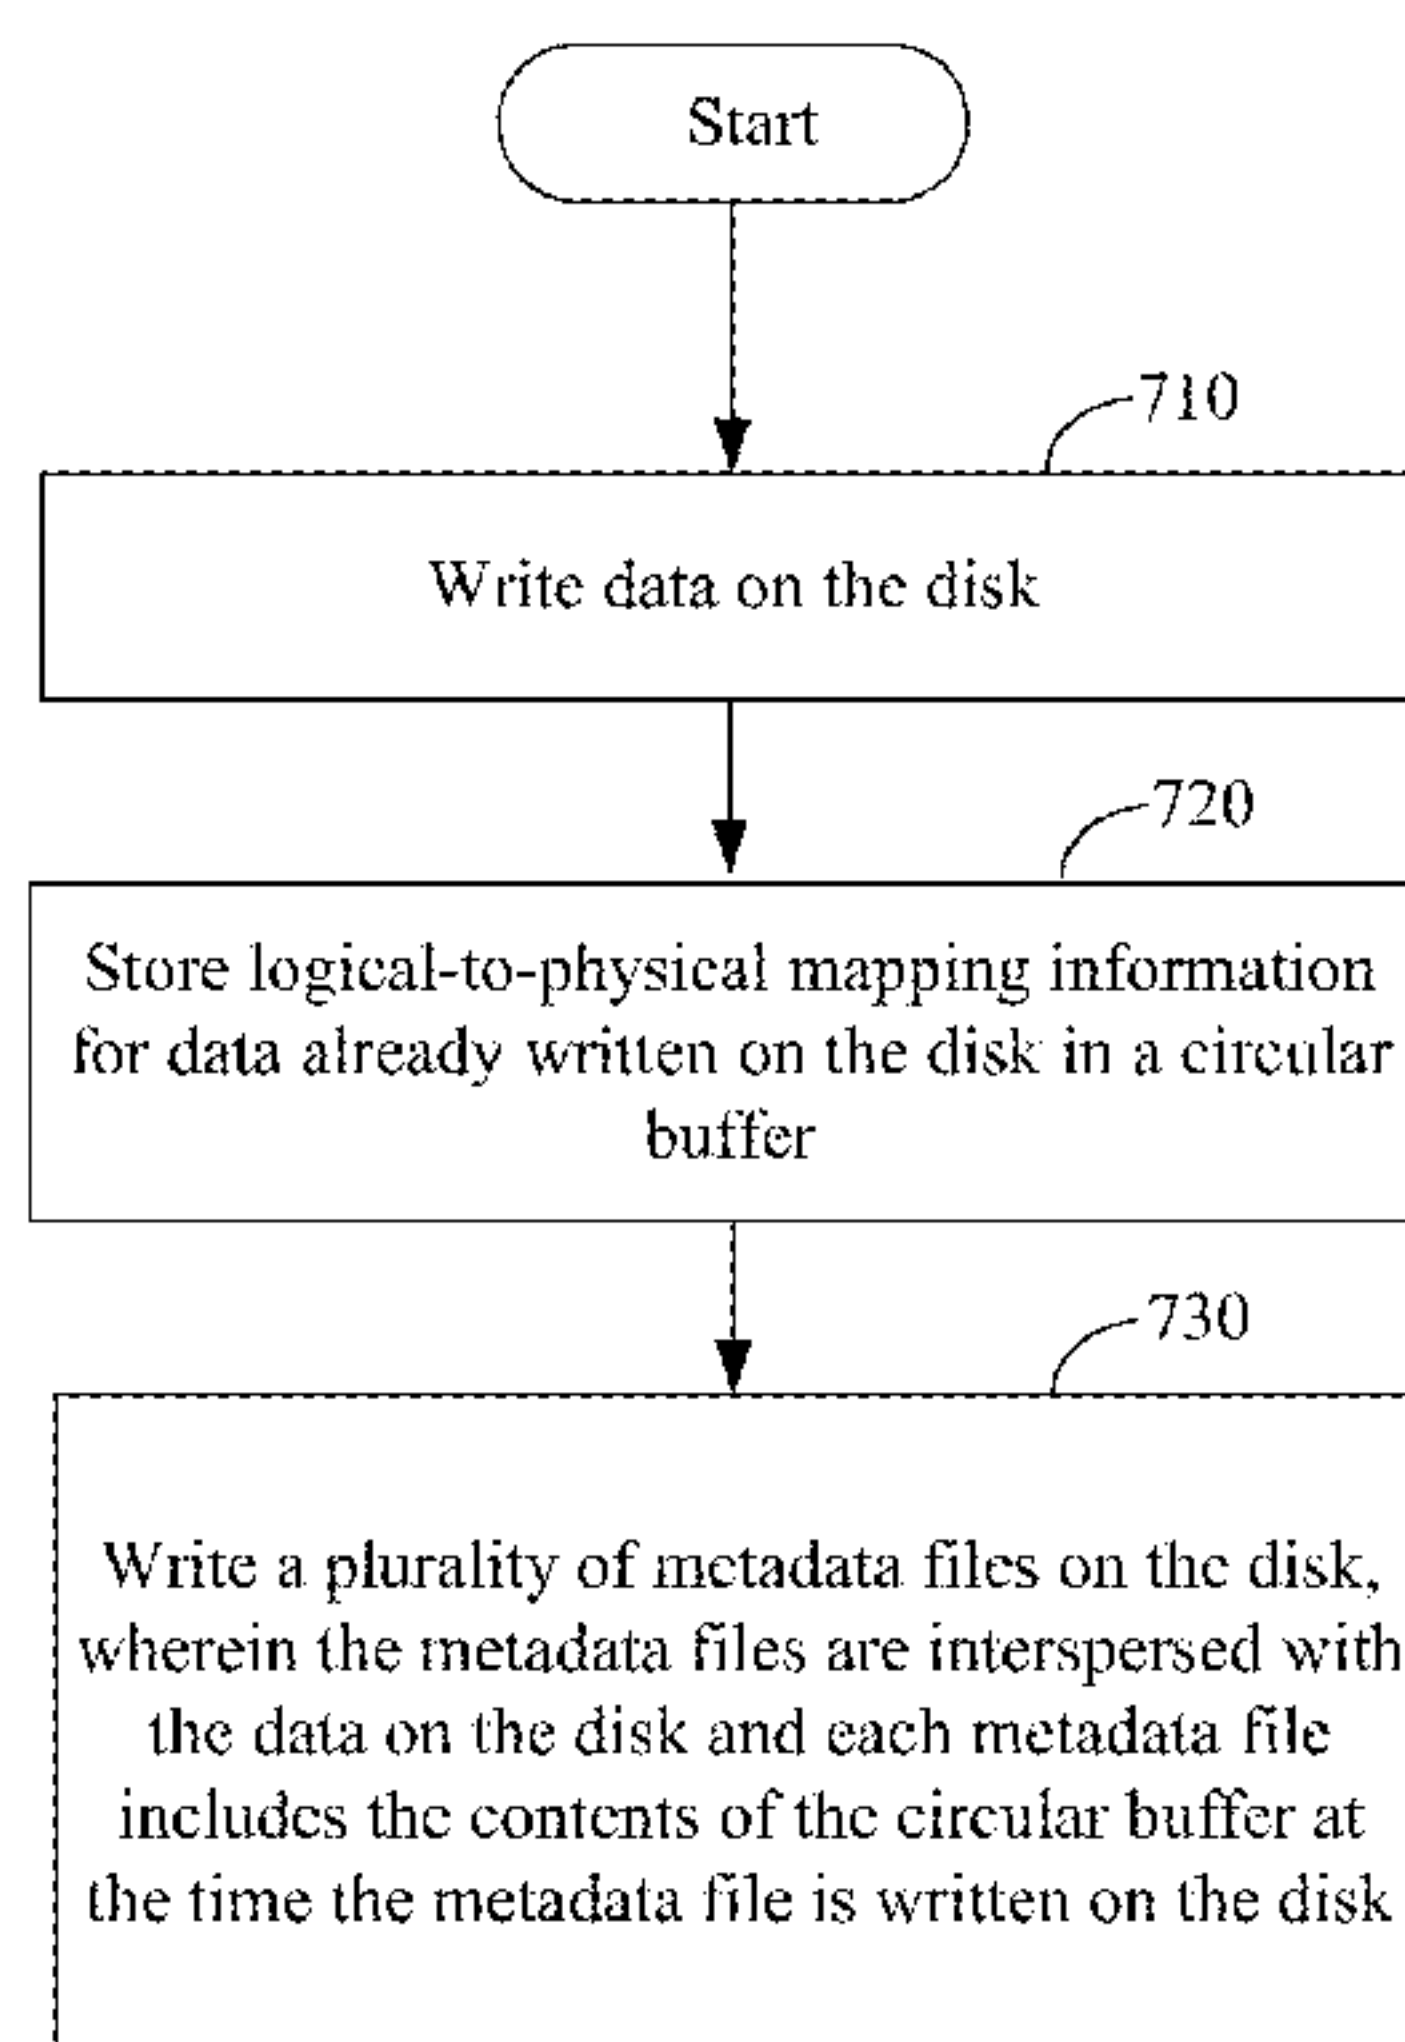 Start
710
Write data on the disk
720
Store logical-to-physical mapping information
for data already written on the disk in a circular
buffer
730
Write a plurality of metadata files on the disk,
wherein the metadata files are interspersed with
the data on the disk and each metadata file
includes the contents of the circular buffer at
the time the metadata file is written on the disk